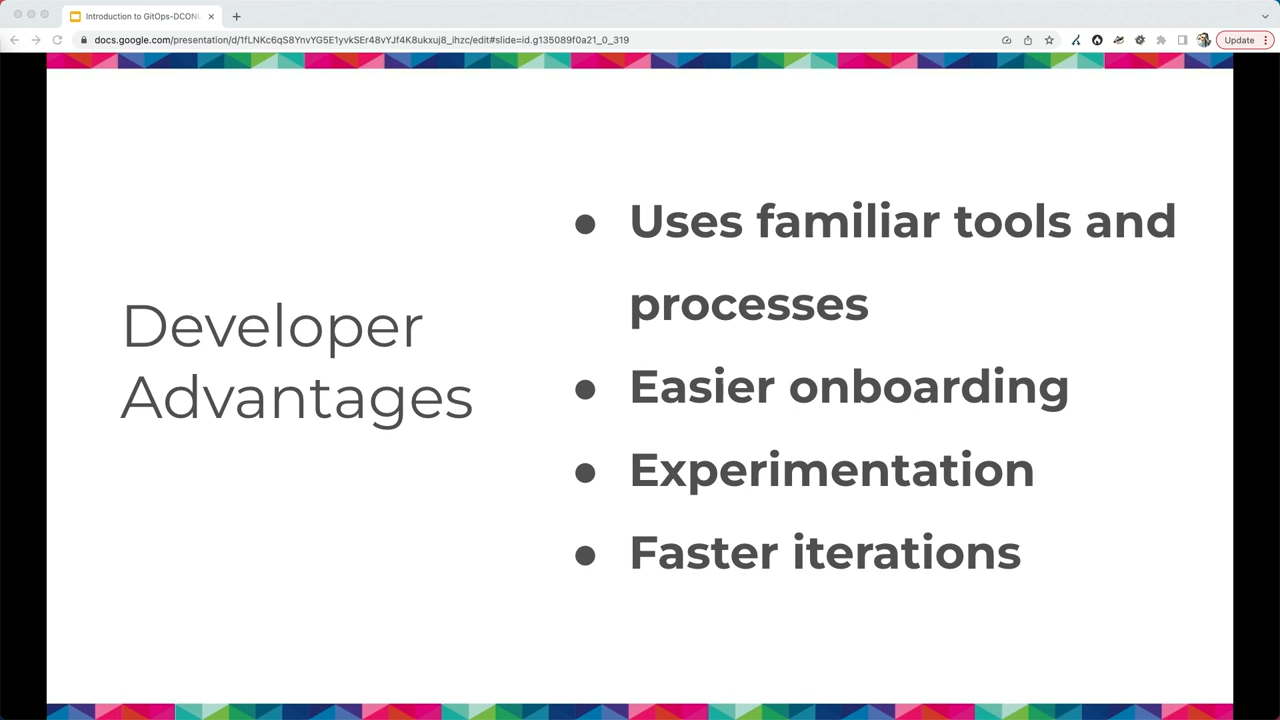 Introduction to GitOps-DCON
docs.google.com/presentation/d/1fLNKc6qS8YnvYG5E1yvkSEr48vYJf4K8ukxuj8_ihzc/edit#slide=id.g135089f0a21_0_319
Update
Developer
Advantages
● Uses familiar tools and
processes
● Easier onboarding
● Experimentation
● Faster iterations